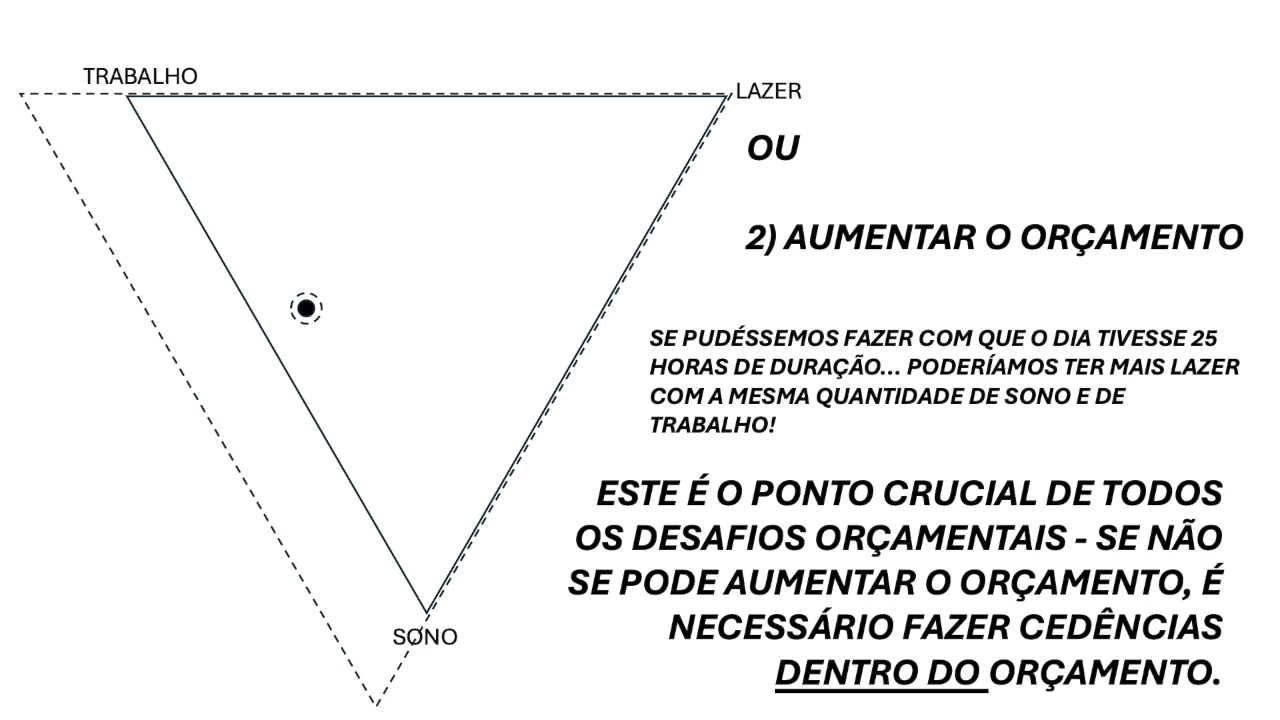 TRABALHO
LAZER
OU
2) AUMENTAR O ORÇAMENTO
SE PUDÉSSEMOS FAZER COM QUE O DIA TIVESSE 25
HORAS DE DURAÇÃO... PODERÍAMOS TER MAIS LAZER
COM A MESMA QUANTIDADE DE SONO E DE
TRABALHO!
ESTE É O PONTO CRUCIAL DE TODOS
OS DESAFIOS ORÇAMENTAIS - SE NÃO
SE PODE AUMENTAR O ORÇAMENTO, É
NECESSÁRIO FAZER CEDÊNCIAS
DENTRO DO ORÇAMENTO.
SONO